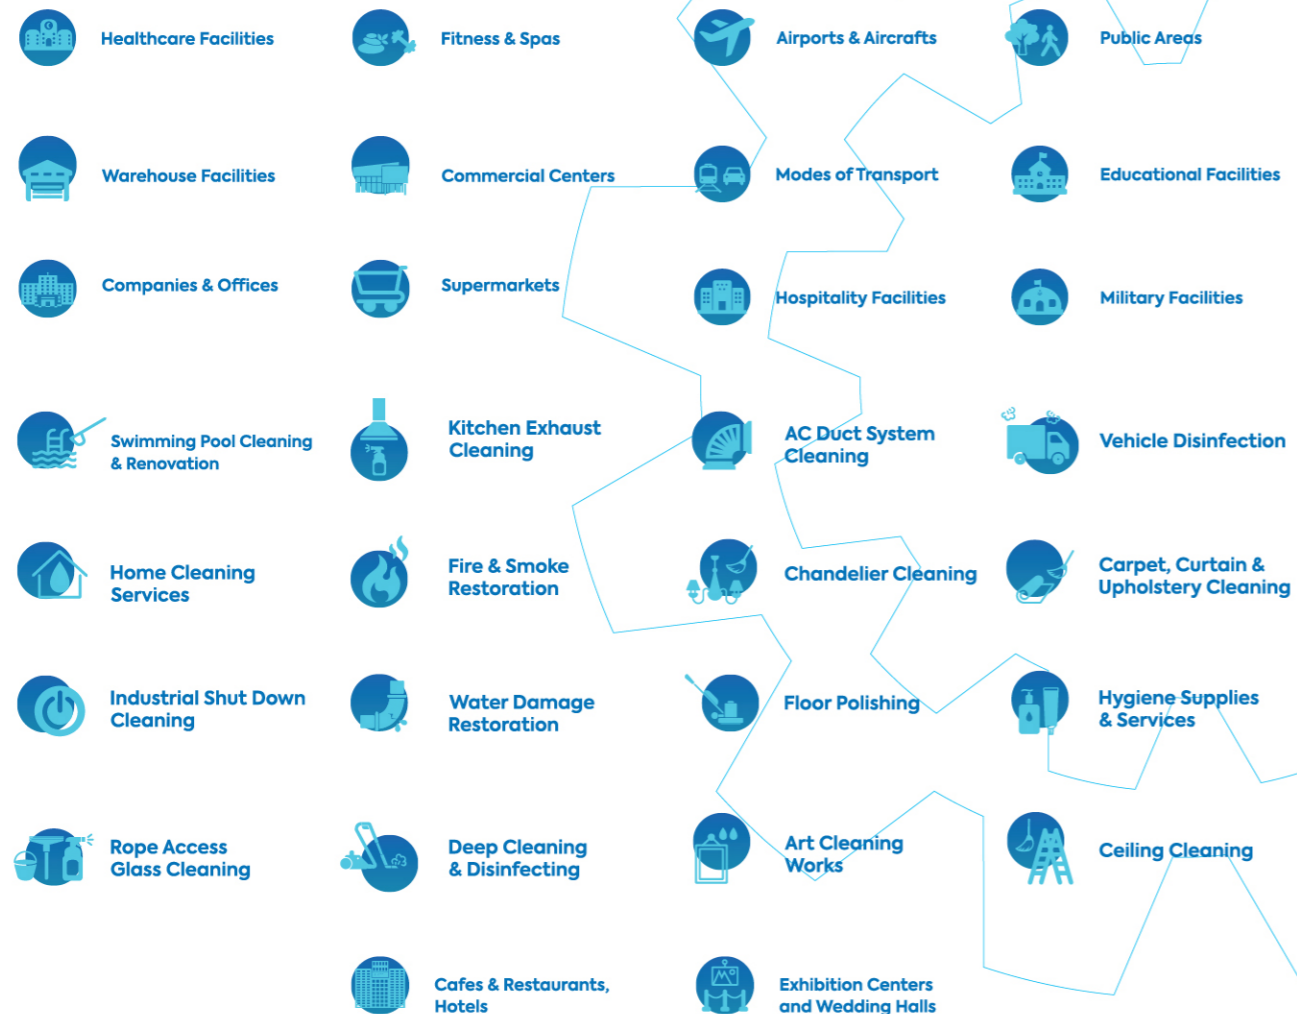 Healthcare Facilities
Fitness & Spas
Airports & Aircrafts
Public Areas
Warehouse Facilities
Commercial Centers
Modes of Transport
Educational Facilities
Companies & Offices
Supermarkets
Hospitality Facilities
Military Facilities
Swimming Pool Cleaning
& Renovation
Kitchen Exhaust
Cleaning
AC Duct System
Cleaning
Vehicle Disinfection
Home Cleaning
Services
Fire & Smoke
Restoration
Chandelier Cleaning
Carpet, Curtain &
Upholstery Cleaning
Industrial Shut Down
Cleaning
Water Damage
Restoration
Floor Polishing
Hygiene Supplies
& Services
Rope Access
Glass Cleaning
Deep Cleaning
& Disinfecting
Art Cleaning
Works
Ceiling Cleaning
Cafes & Restaurants,
Hotels
Exhibition Centers
and Wedding Halls